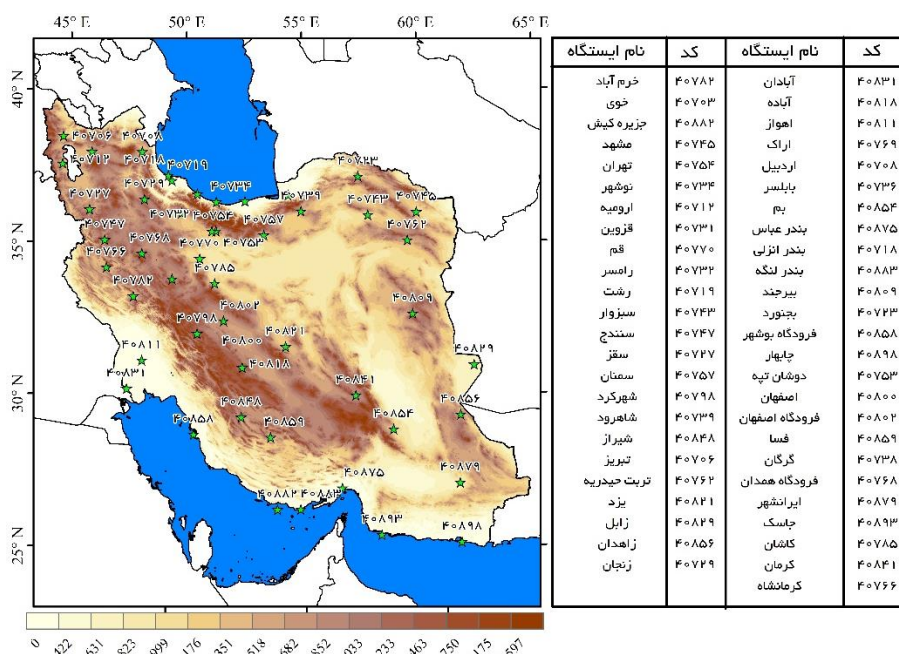 45° E 50° E 55° E 60° E 65° E
40° N
35° N
30° N
25° N
۴۰۷۰۶ ۴۰۷۰۸
۴۰۷۱۲ ۴۰۷۱۸ ۴۰۷۱۹
۴۰۷۲۳
۴۰۷۲۷ ۴۰۷۲۹ ۴۰۷۳۴ ۴۰۷۳۹ ۴۰۷۴۳ ۴۰۷۴۵
۴۰۷۴۷ ۴۰۷۳۲ ۴۰۷۵۴ ۴۰۷۵۷ ۴۰۷۶۲
۴۰۷۶۶ ۴۰۷۶۸ ۴۰۷۷۰ ۴۰۷۵۳
۴۰۷۸۲ ۴۰۷۸۵
۴۰۷۹۸ ۴۰۸۰۲ ۴۰۸۰۹
۴۰۸۰۰ ۴۰۸۲۱
۴۰۸۱۱ ۴۰۸۱۸ ۴۰۸۲۹
۴۰۸۳۱ ۴۰۸۴۱
۴۰۸۴۸ ۴۰۸۵۴ ۴۰۸۵۶
۴۰۸۵۸ ۴۰۸۵۹
۴۰۸۷۵ ۴۰۸۷۹
۴۰۸۸۲ ۴۰۸۸۳
۴۰۸۹۳ ۴۰۸۹۸
0 422 631 823 999 176 351 518 682 852 033 233 463 750 175 597
کد نام ایستگاه کد نام ایستگاه
۴۰۸۳۱ آبادان ۴۰۷۸۲ خرم آباد
۴۰۸۱۸ آباده ۴۰۷۰۳ خوی
۴۰۸۱۱ اهواز ۴۰۸۸۲ جزیره کیش
۴۰۷۶۹ اراک ۴۰۷۴۵ مشهد
۴۰۷۰۸ اردبیل ۴۰۷۵۴ تهران
۴۰۷۳۶ بابلسر ۴۰۷۳۴ نوشهر
۴۰۸۵۴ بم ۴۰۷۱۲ ارومیه
۴۰۸۷۵ بندر عباس ۴۰۷۳۱ قزوین
۴۰۷۱۸ بندر انزلی ۴۰۷۷۰ قم
۴۰۸۸۳ بندر لنگه ۴۰۷۳۲ رامسر
۴۰۸۰۹ بیرجند ۴۰۷۱۹ رشت
۴۰۷۲۳ بجنورد ۴۰۷۴۳ سبزوار
۴۰۸۵۸ فرودگاه بوشهر ۴۰۷۴۷ سنندج
۴۰۸۹۸ چابهار ۴۰۷۲۷ سقز
۴۰۷۵۳ دوشان تپه ۴۰۷۵۷ سمنان
۴۰۸۰۰ اصفهان ۴۰۷۹۸ شهرکرد
۴۰۸۰۲ فرودگاه اصفهان ۴۰۷۳۹ شاهرود
۴۰۸۵۹ فسا ۴۰۸۴۸ شیراز
۴۰۷۳۸ گرگان ۴۰۷۰۶ تبریز
۴۰۷۶۸ فرودگاه همدان ۴۰۷۶۲ تربت حیدریه
۴۰۸۷۹ ایرانشهر ۴۰۸۲۱ یزد
۴۰۸۹۳ جاسک ۴۰۸۲۹ زابل
۴۰۷۸۵ کاشان ۴۰۸۵۶ زاهدان
۴۰۸۴۱ کرمان ۴۰۷۲۹ زنجان
۴۰۷۶۶ کرمانشاه